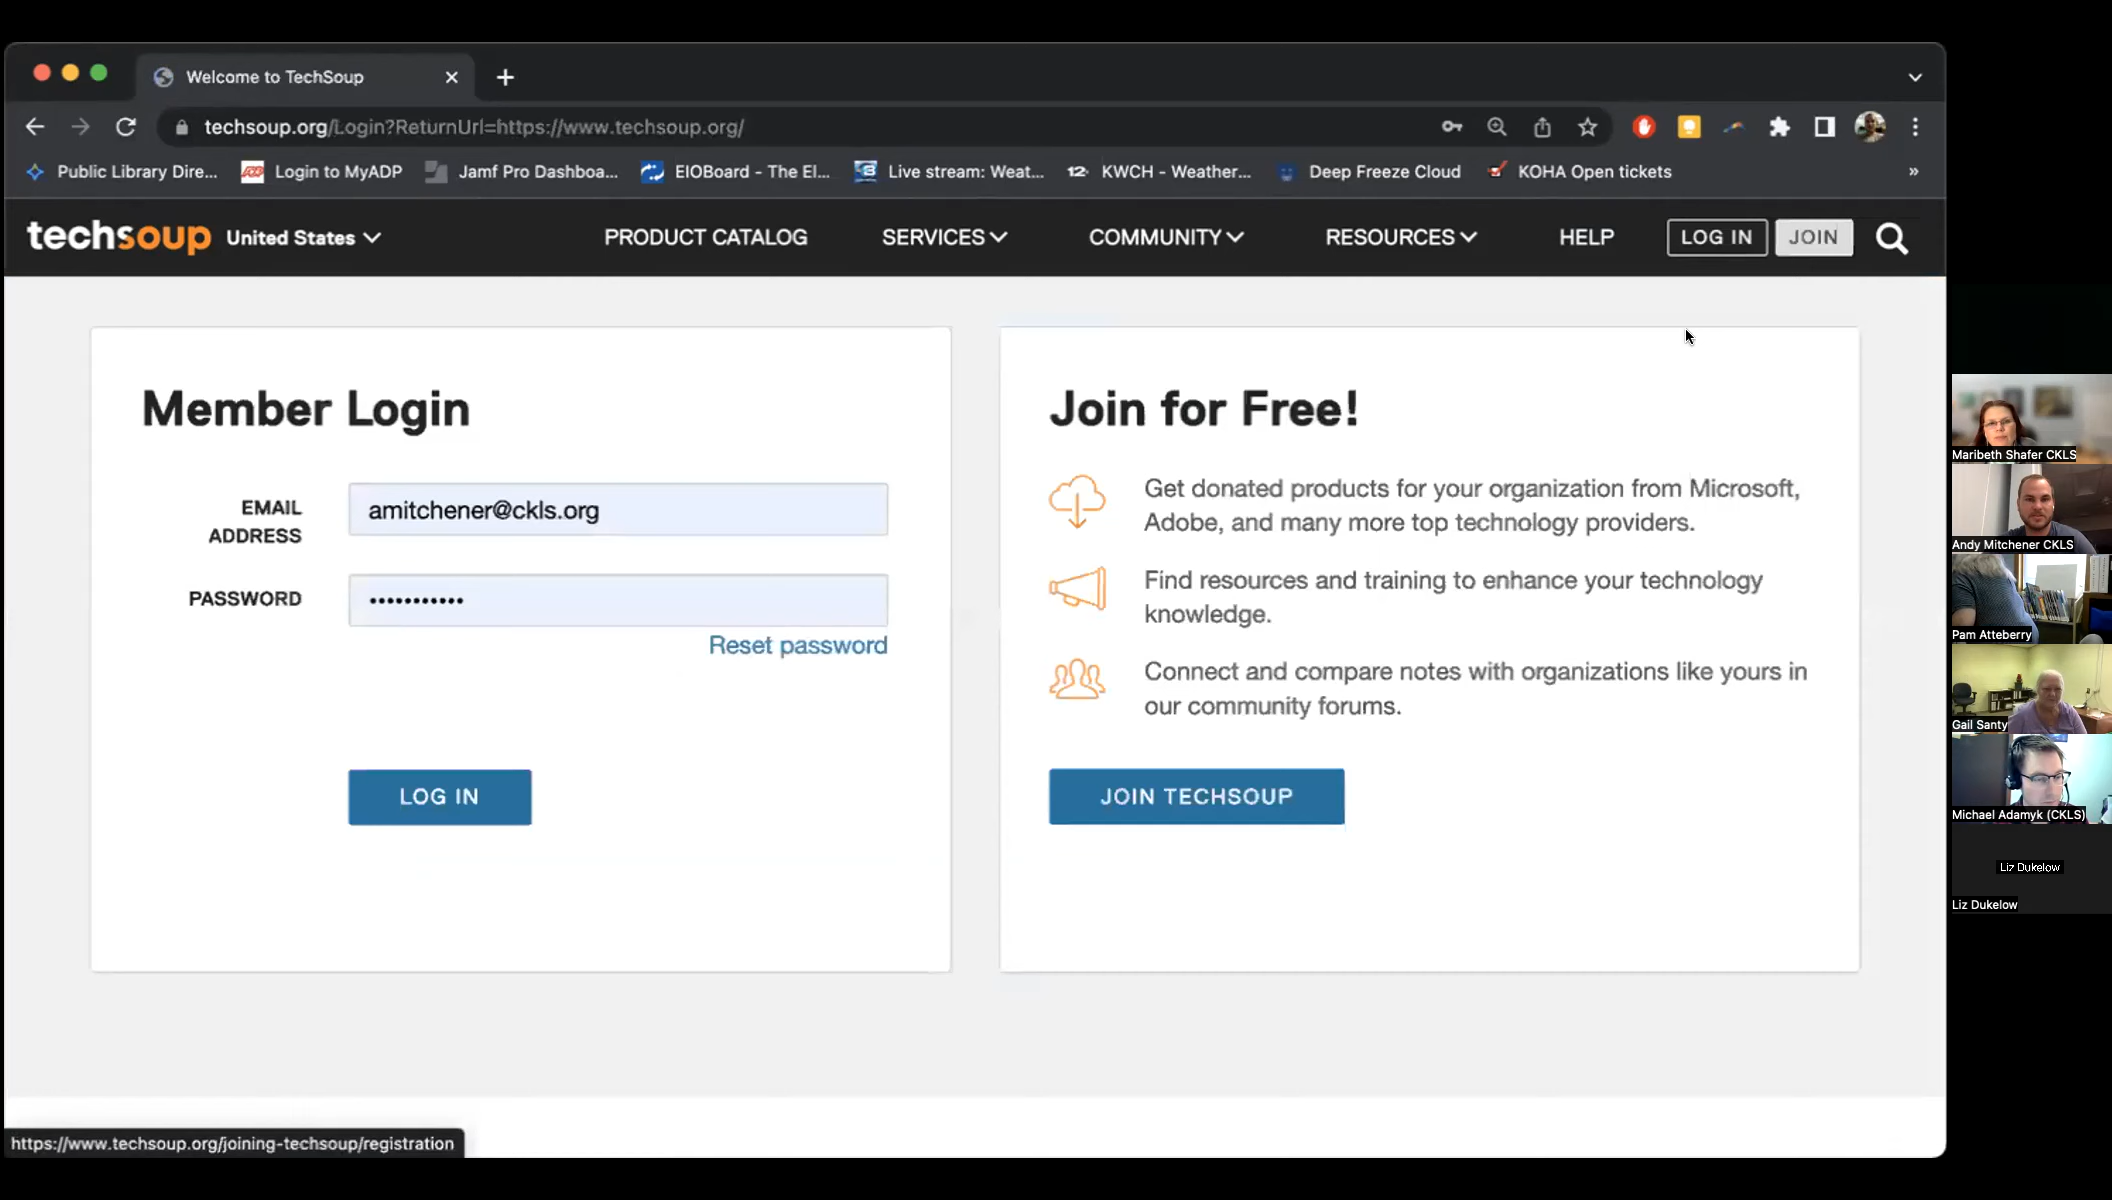 Welcome to TechSoup
techsoup.org/Login?ReturnUrl=https://www.techsoup.org/
Public Library Dire... Login to MyADP Jamf Pro Dashboa... EIOBoard - The El... Live stream: Weat... 12 KWCH - Weather... Deep Freeze Cloud KOHA Open tickets »
techsoup United States PRODUCT CATALOG SERVICES COMMUNITY RESOURCES HELP LOG IN JOIN
Member Login
EMAIL ADDRESS
amitchener@ckls.org
PASSWORD
•••••••••••
Reset password
LOG IN
Join for Free!
Get donated products for your organization from Microsoft,
Adobe, and many more top technology providers.
Find resources and training to enhance your technology
knowledge.
Connect and compare notes with organizations like yours in
our community forums.
JOIN TECHSOUP
https://www.techsoup.org/joining-techsoup/registration
Maribeth Shafer CKLS
Andy Mitchener CKLS
Pam Atteberry
Gail Santy
Michael Adamyk (CKLS)
Liz Dukelow
Liz Dukelow